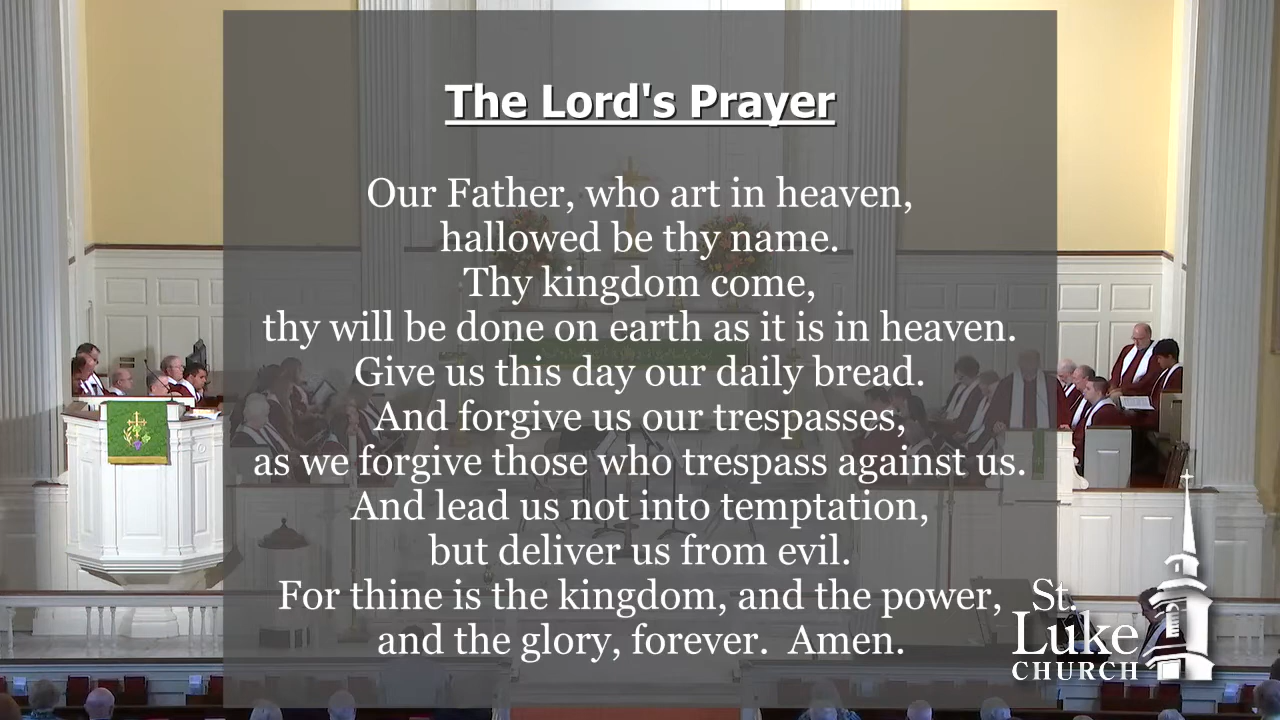 The Lord's Prayer
Our Father, who art in heaven,
hallowed be thy name.
Thy kingdom come,
thy will be done on earth as it is in heaven.
Give us this day our daily bread.
And forgive us our trespasses,
as we forgive those who trespass against us.
And lead us not into temptation,
but deliver us from evil.
For thine is the kingdom, and the power,
and the glory, forever.  Amen.
St.
Luke
CHURCH